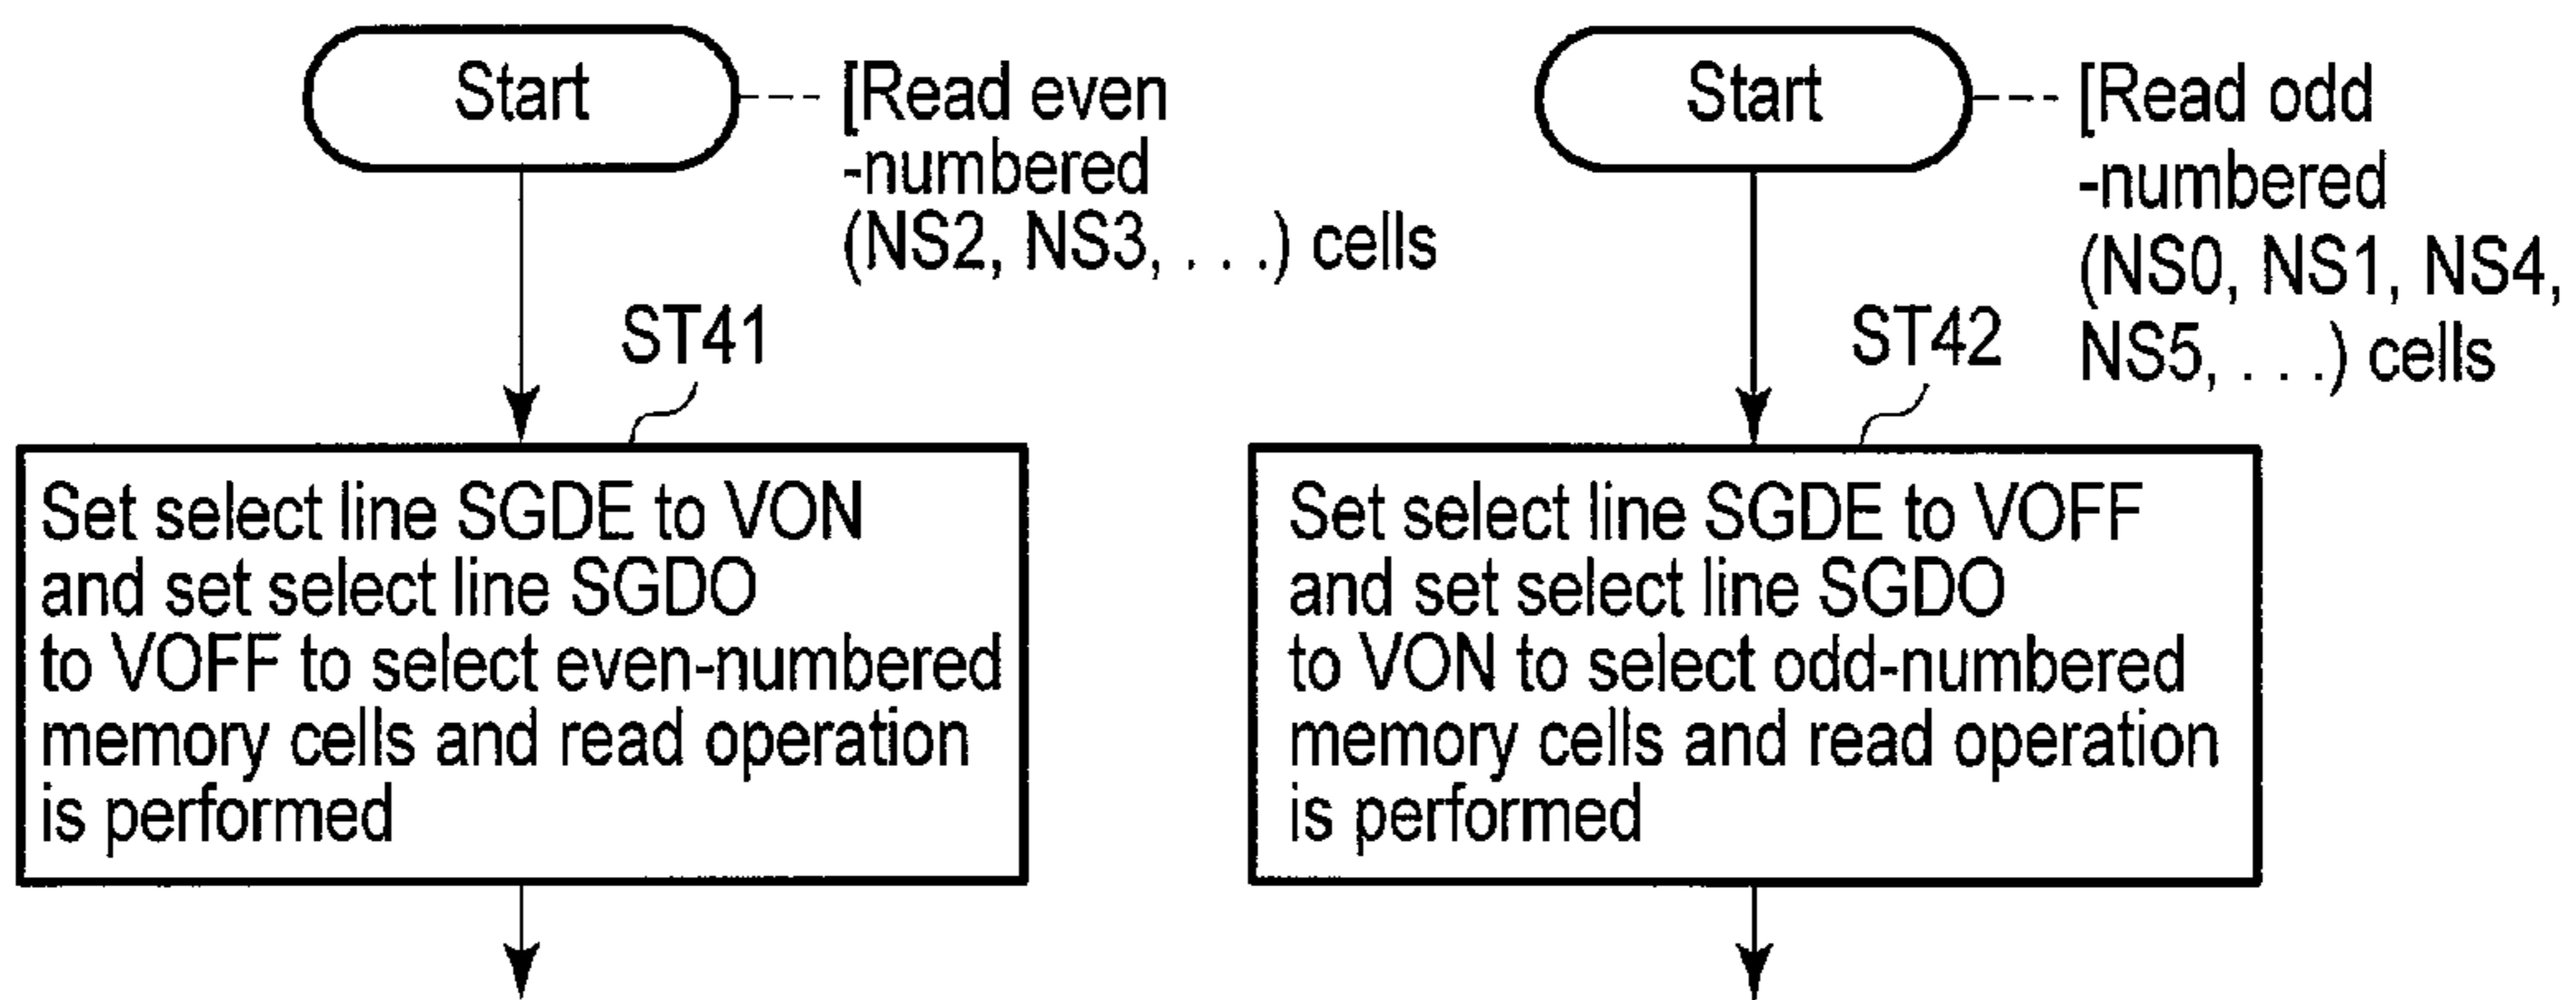 Start
[Read even
-numbered
(NS2, NS3, . . .) cells
ST41
Set select line SGDE to VON
and set select line SGDO
to VOFF to select even-numbered
memory cells and read operation
is performed
Start
[Read odd
-numbered
(NS0, NS1, NS4,
NS5, . . .) cells
ST42
Set select line SGDE to VOFF
and set select line SGDO
to VON to select odd-numbered
memory cells and read operation
is performed